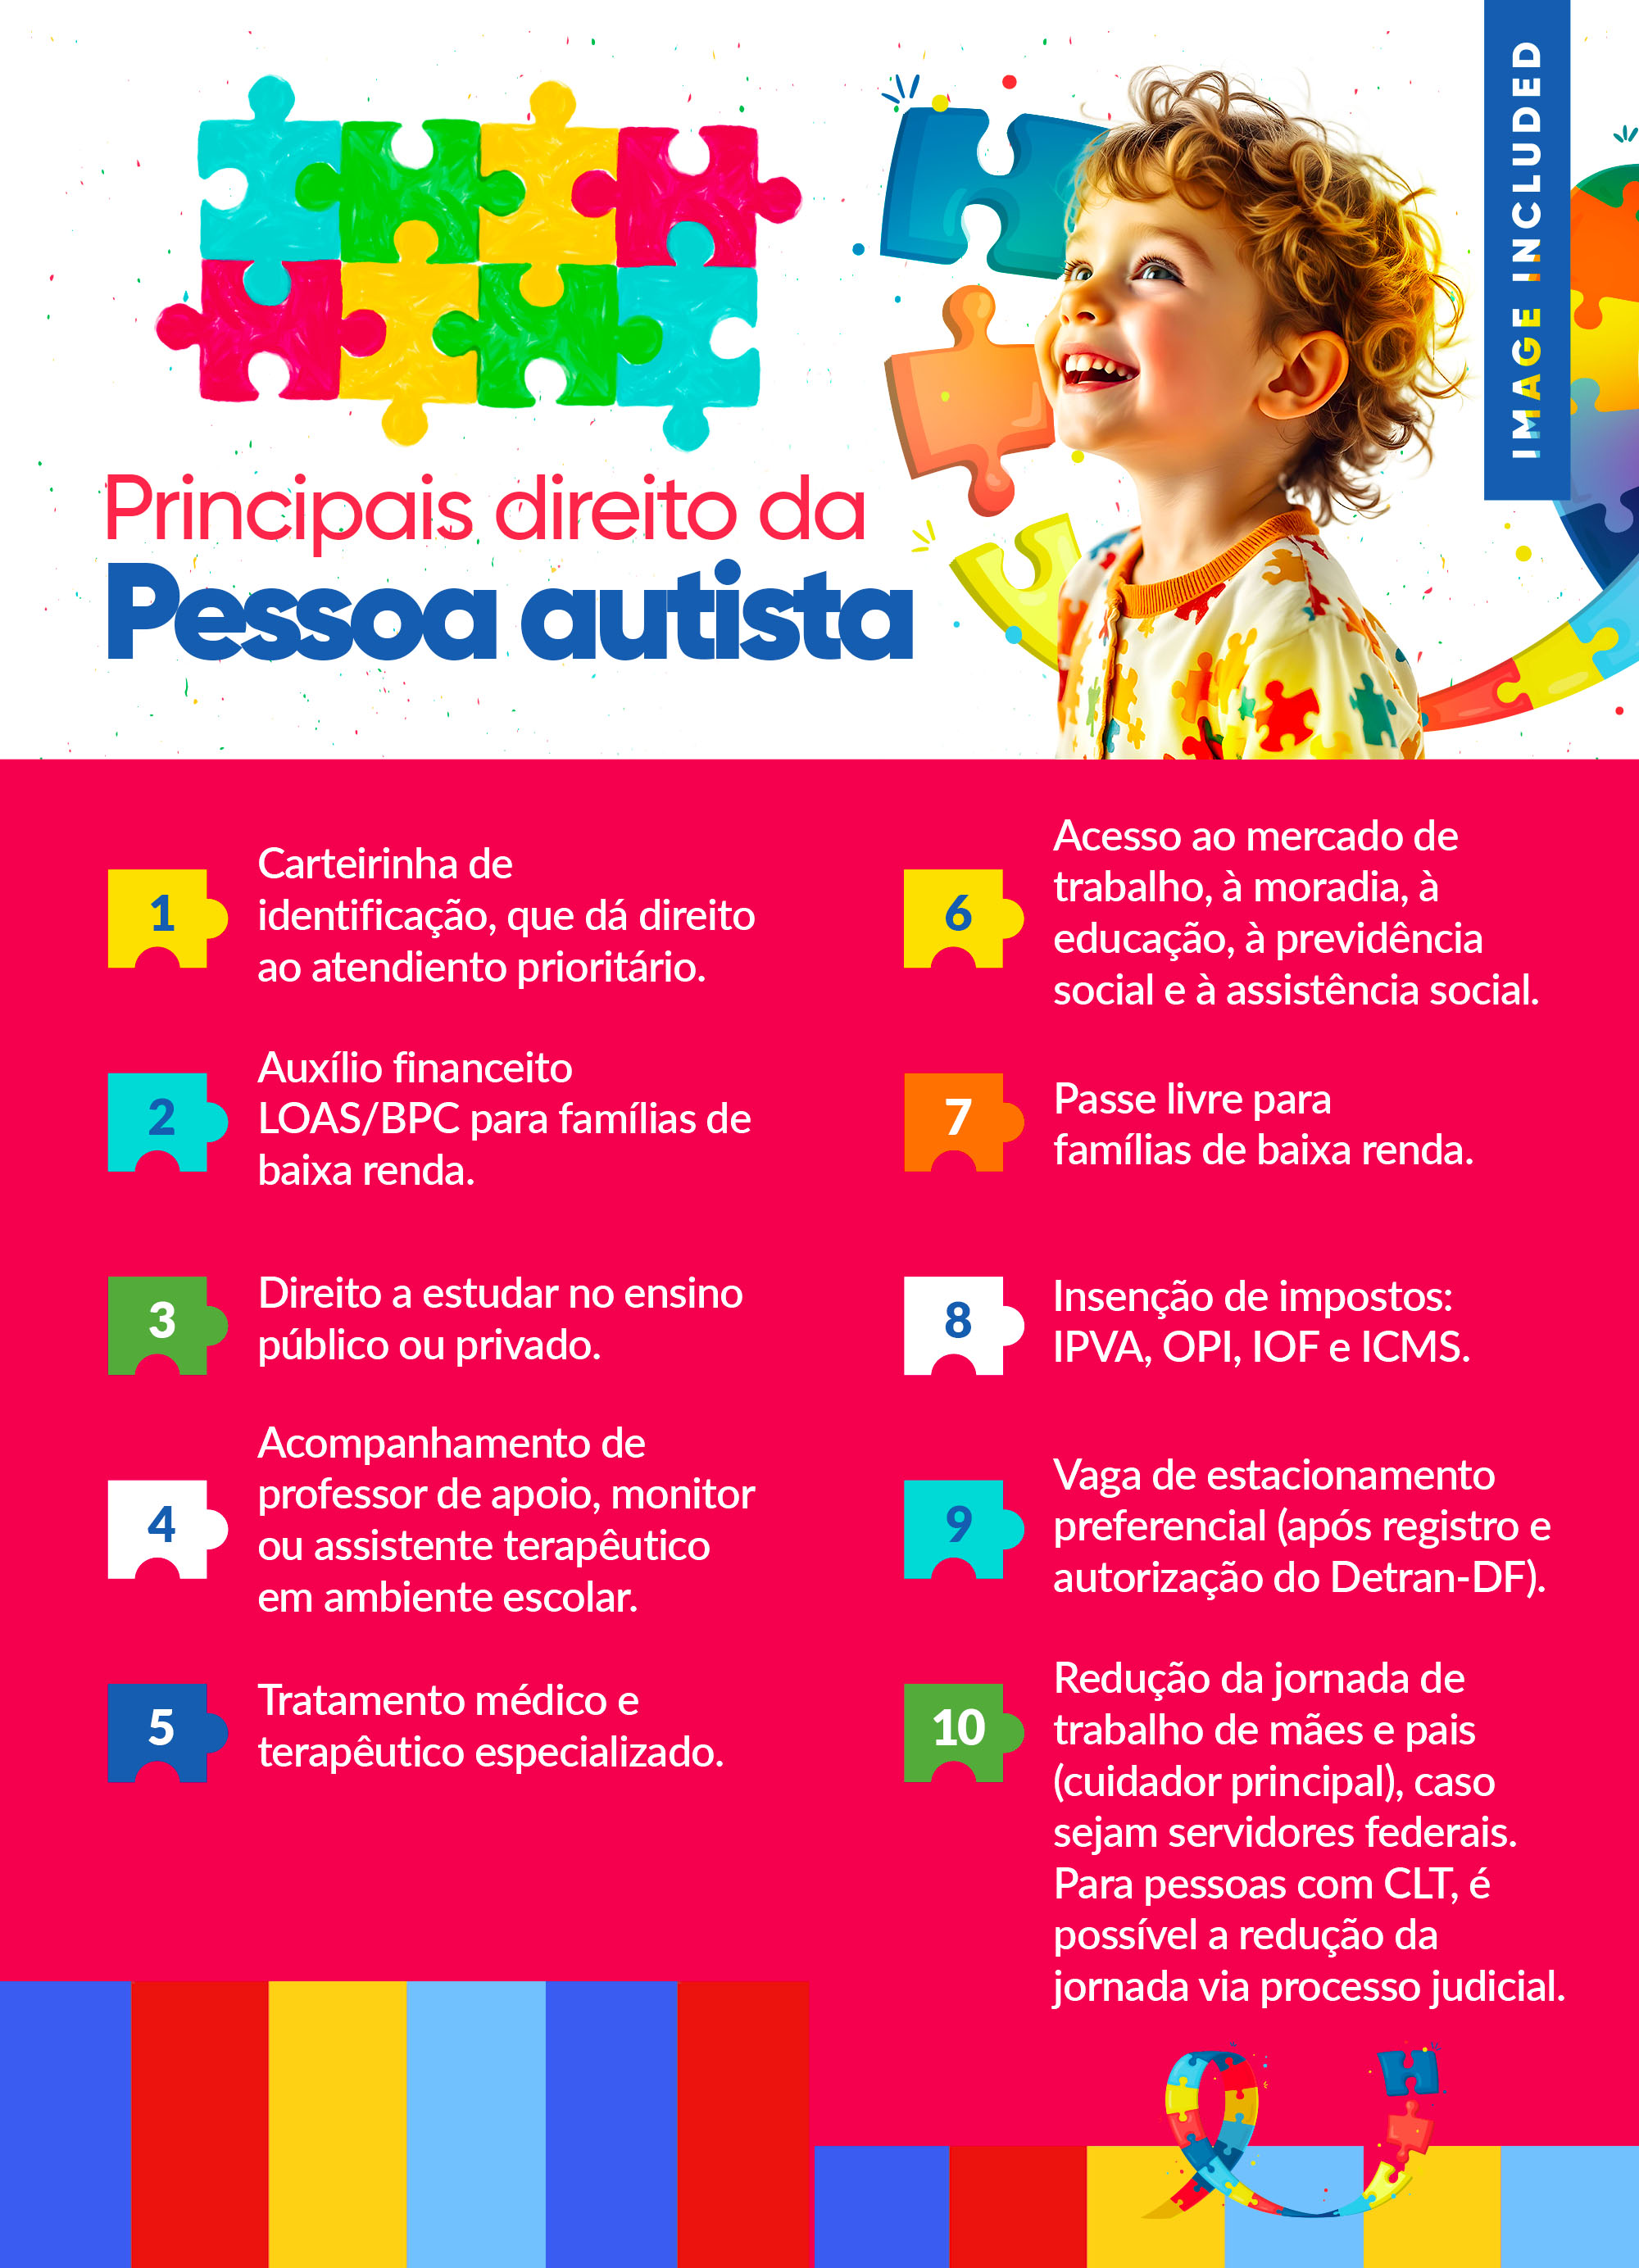 IMAGE INCLUDED
Principais direito da
Pessoa autista
1
Carteirinha de
identificação, que dá direito
ao atendiento prioritário.
2
Auxílio financeito
LOAS/BPC para famílias de
baixa renda.
3
Direito a estudar no ensino
público ou privado.
4
Acompanhamento de
professor de apoio, monitor
ou assistente terapêutico
em ambiente escolar.
5
Tratamento médico e
terapêutico especializado.
6
Acesso ao mercado de
trabalho, à moradia, à
educação, à previdência
social e à assistência social.
7
Passe livre para
famílias de baixa renda.
8
Insenção de impostos:
IPVA, OPI, IOF e ICMS.
9
Vaga de estacionamento
preferencial (após registro e
autorização do Detran-DF).
10
Redução da jornada de
trabalho de mães e pais
(cuidador principal), caso
sejam servidores federais.
Para pessoas com CLT, é
possível a redução da
jornada via processo judicial.